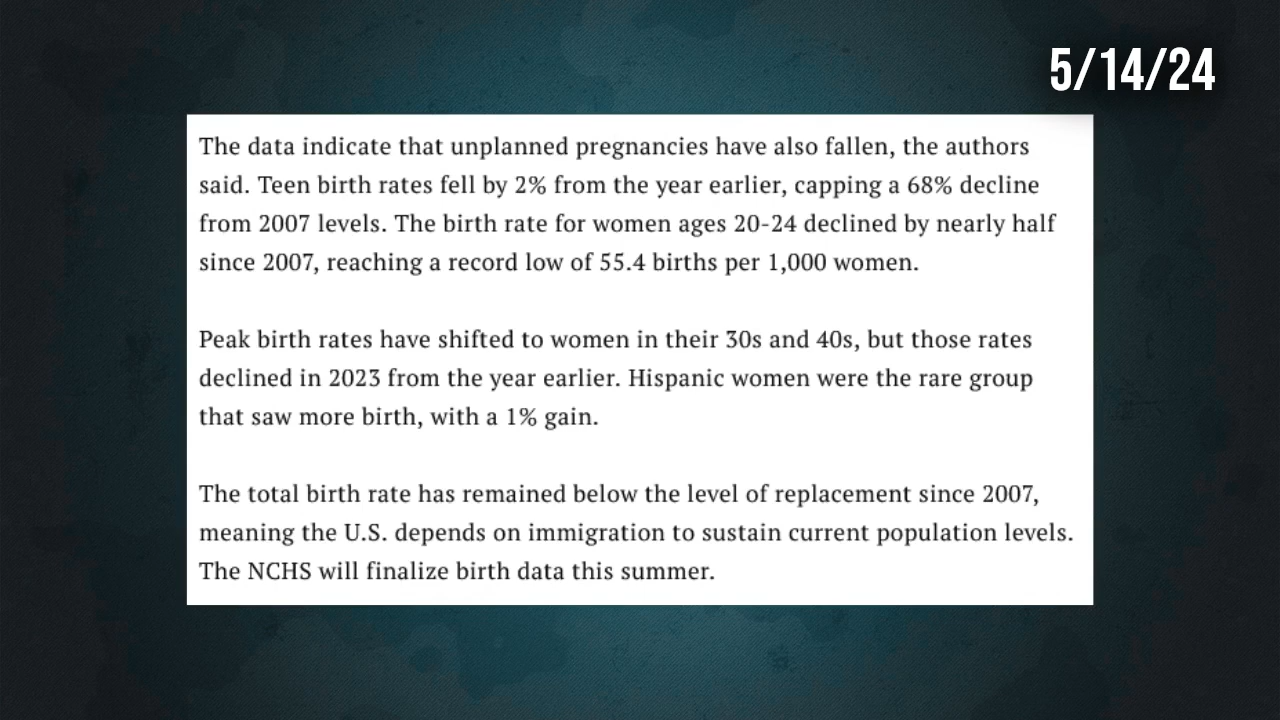 5/14/24
The data indicate that unplanned pregnancies have also fallen, the authors
said. Teen birth rates fell by 2% from the year earlier, capping a 68% decline
from 2007 levels. The birth rate for women ages 20-24 declined by nearly half
since 2007, reaching a record low of 55.4 births per 1,000 women.
Peak birth rates have shifted to women in their 30s and 40s, but those rates
declined in 2023 from the year earlier. Hispanic women were the rare group
that saw more birth, with a 1% gain.
The total birth rate has remained below the level of replacement since 2007,
meaning the U.S. depends on immigration to sustain current population levels.
The NCHS will finalize birth data this summer.